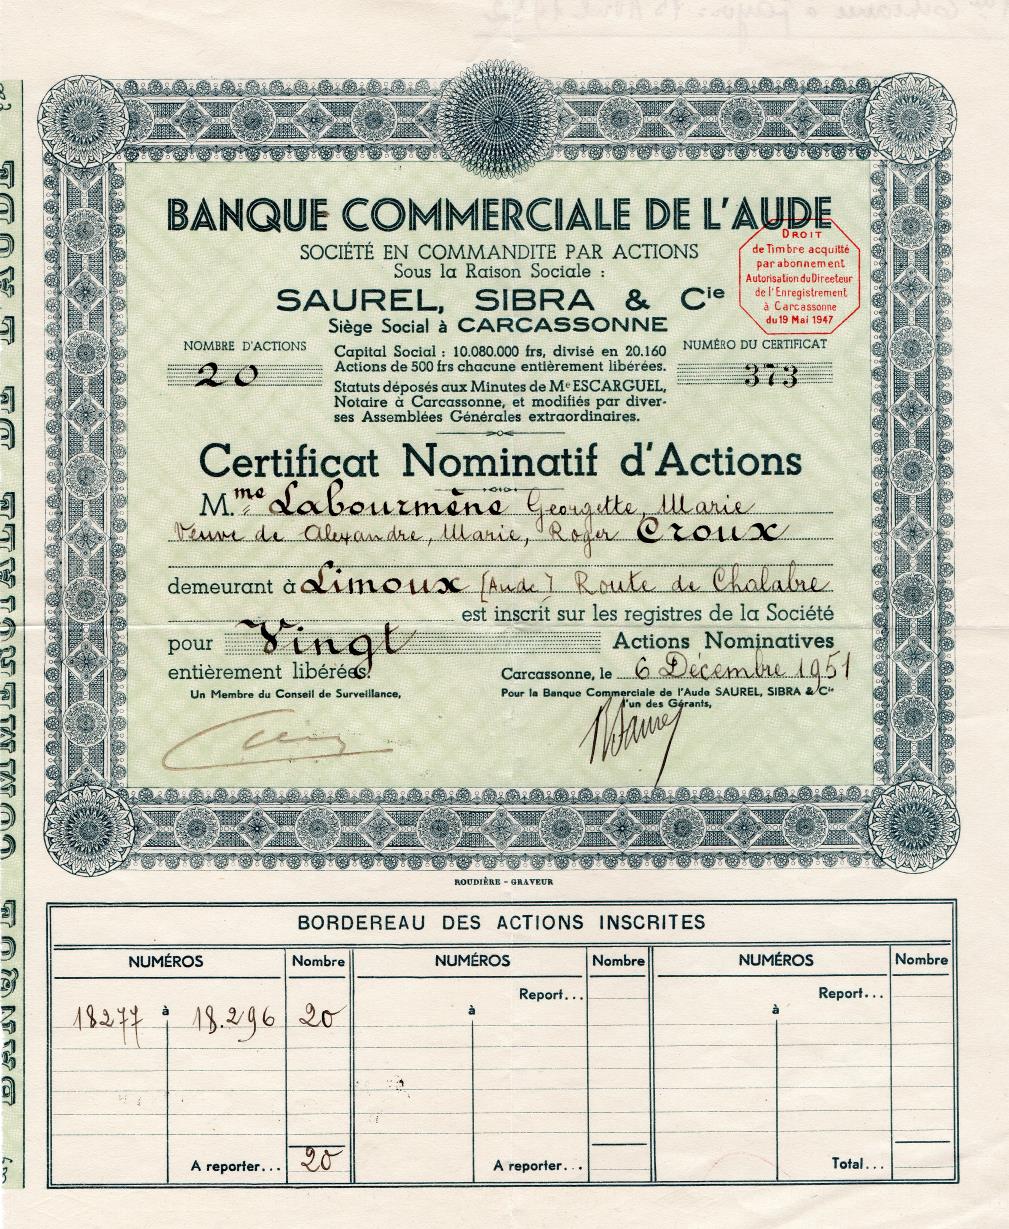 BANQUE COMMERCIALE DE L'AUDE
SOCIÉTÉ EN COMMANDITE PAR ACTIONS
Sous la Raison Sociale :
SAUREL, SIBRA & Cie
Siège Social à CARCASSONNE
DROIT
de Timbre acquitté
par abonnement
Autorisation du Directeur
de l'Enregistrement
à Carcassonne
du 19 Mai 1947
NOMBRE D'ACTIONS
20
Capital Social : 10.080.000 frs, divisé en 20.160
Actions de 500 frs chacune entièrement libérées.
Statuts déposés aux Minutes de Me ESCARGUEL,
Notaire à Carcassonne, et modifiés par diver-
ses Assemblées Générales extraordinaires.
NUMÉRO DU CERTIFICAT
373
Certificat Nominatif d'Actions
M.me Labourmène Georgette, Marie
Veuve de Alexandre, Marie, Roger Croux
demeurant à Limoux (Aude) Route de Chalabre
est inscrit sur les registres de la Société
pour Vingt Actions Nominatives
entièrement libérées.
Carcassonne, le 6 Décembre 1951
Un Membre du Conseil de Surveillance,
Pour la Banque Commerciale de l'Aude SAUREL, SIBRA & Cie
l'un des Gérants,
ROUDIÈRE - GRAVEUR
BORDEREAU DES ACTIONS INSCRITES
NUMÉROS Nombre NUMÉROS Nombre NUMÉROS Nombre
Report... Report...
18277 à 18.296 20 à à
A reporter... 20 A reporter... Total...
BANQUE COMMERCIALE DE L'AUDE